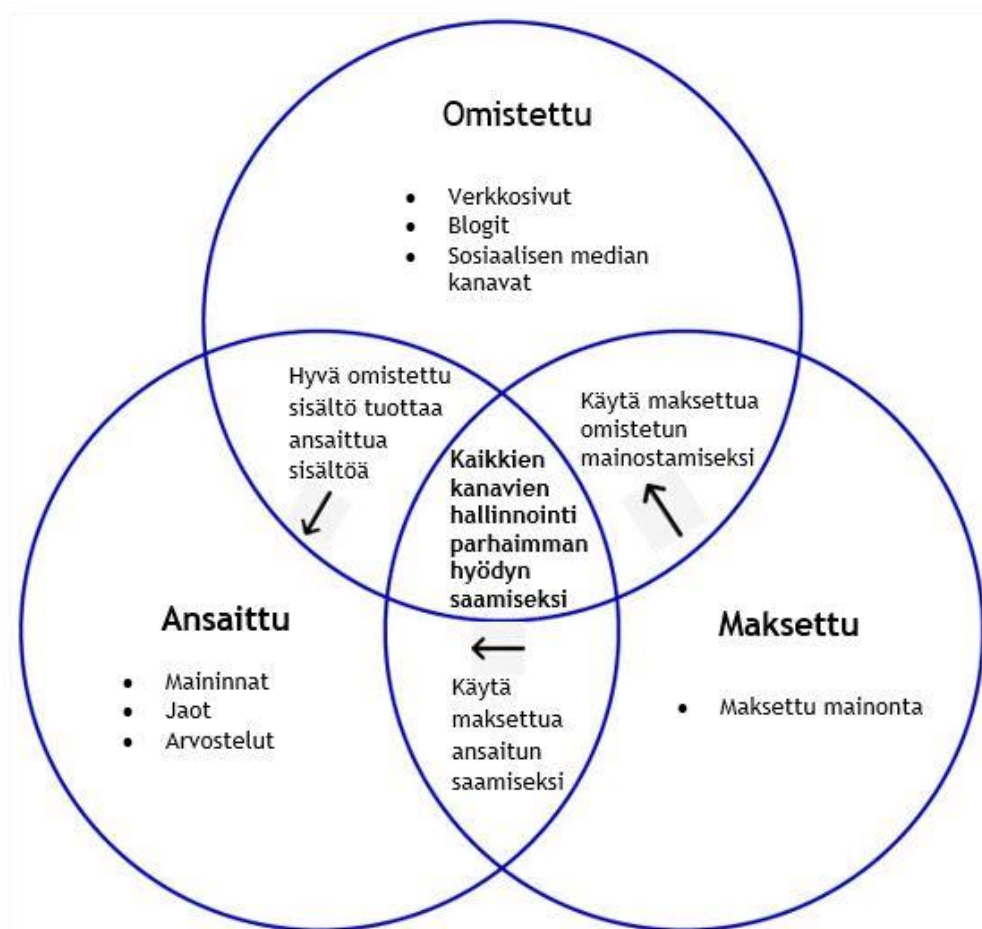 Omistettu
• Verkkosivut
• Blogit
• Sosiaalisen median
kanavat
Hyvä omistettu
sisältö tuottaa
ansaittua
sisältöä
Käytä maksettua
omistetun
mainostamiseksi
Kaikkien
kanavien
hallinnointi
parhaimman
hyödyn
saamiseksi
Ansaittu
• Maininnat
• Jaot
• Arvostelut
Maksettu
• Maksettu mainonta
Käytä
maksettua
ansaitun
saamiseksi